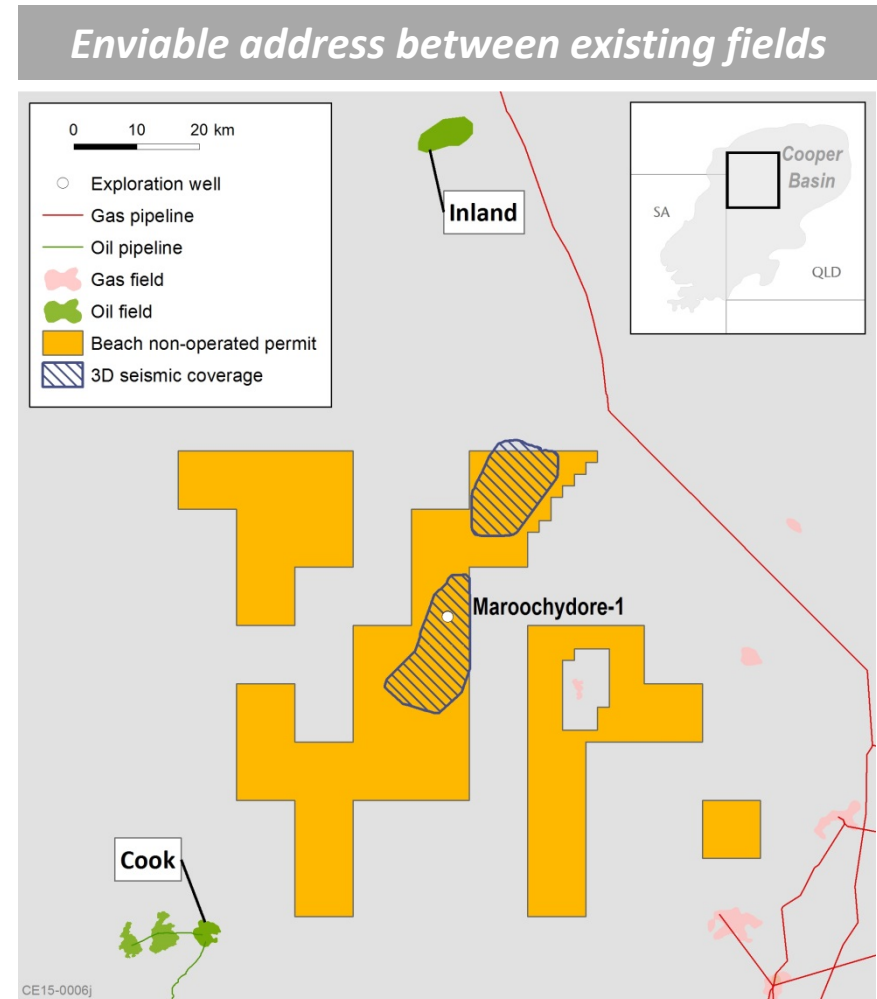 Enviable address between existing fields
0 10 20 km
Exploration well
Gas pipeline
Oil pipeline
Gas field
Oil field
Beach non-operated permit
3D seismic coverage
Inland
Cooper
Basin
SA
QLD
Maroochydore-1
Cook
CE15-0006j